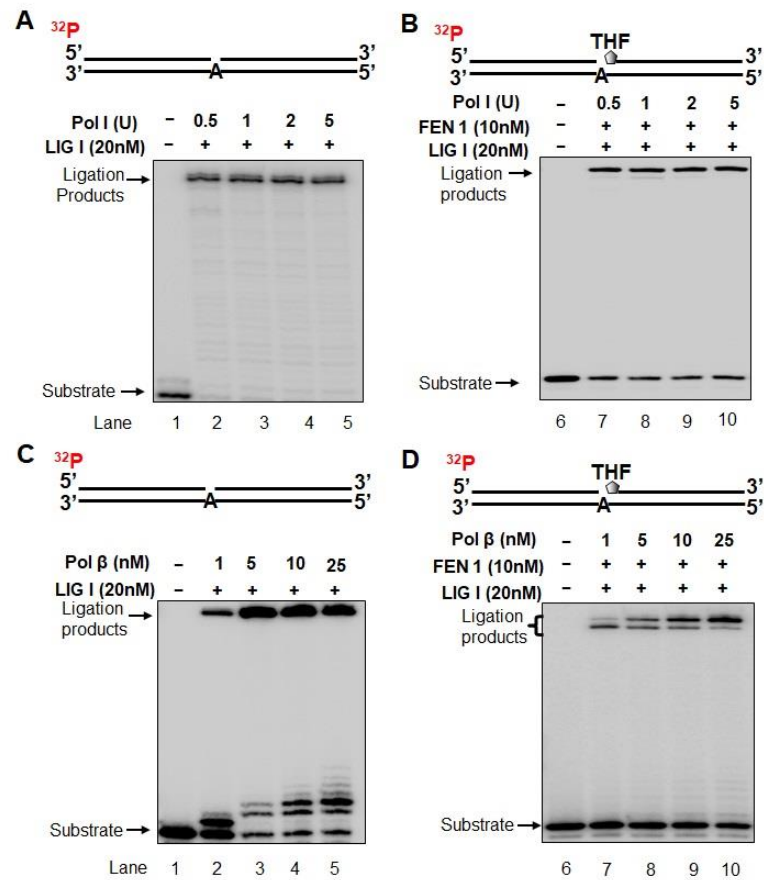 A
32P
5’ 3’
3’ A 5’
Pol I (U) – 0.5 1 2 5
LIG I (20nM) – + + + +
Ligation
Products
Substrate
Lane 1 2 3 4 5
B
32P
THF
5’ 3’
3’ A 5’
Pol I (U) – 0.5 1 2 5
FEN 1 (10nM) – + + + +
LIG I (20nM) – + + + +
Ligation
products
Substrate
6 7 8 9 10
C
32P
5’ 3’
3’ A 5’
Pol β (nM) – 1 5 10 25
LIG I (20nM) – + + + +
Ligation
products
Substrate
Lane 1 2 3 4 5
D
32P
THF
5’ 3’
3’ A 5’
Pol β (nM) – 1 5 10 25
FEN 1 (10nM) – + + + +
LIG I (20nM) – + + + +
Ligation
products
Substrate
6 7 8 9 10